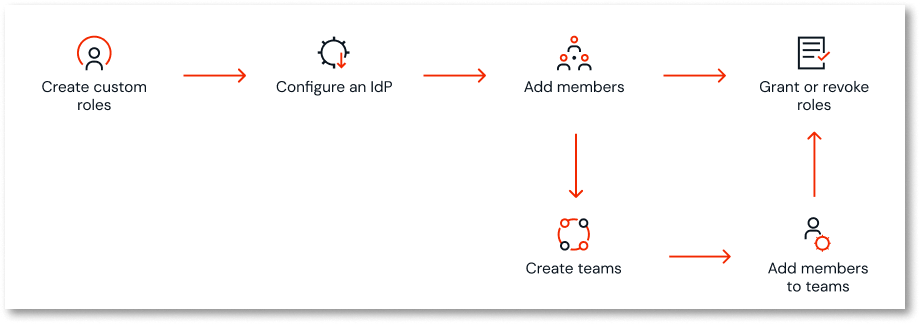 Create custom
roles
Configure an IdP
Add members
Grant or revoke
roles
Create teams
Add members
to teams